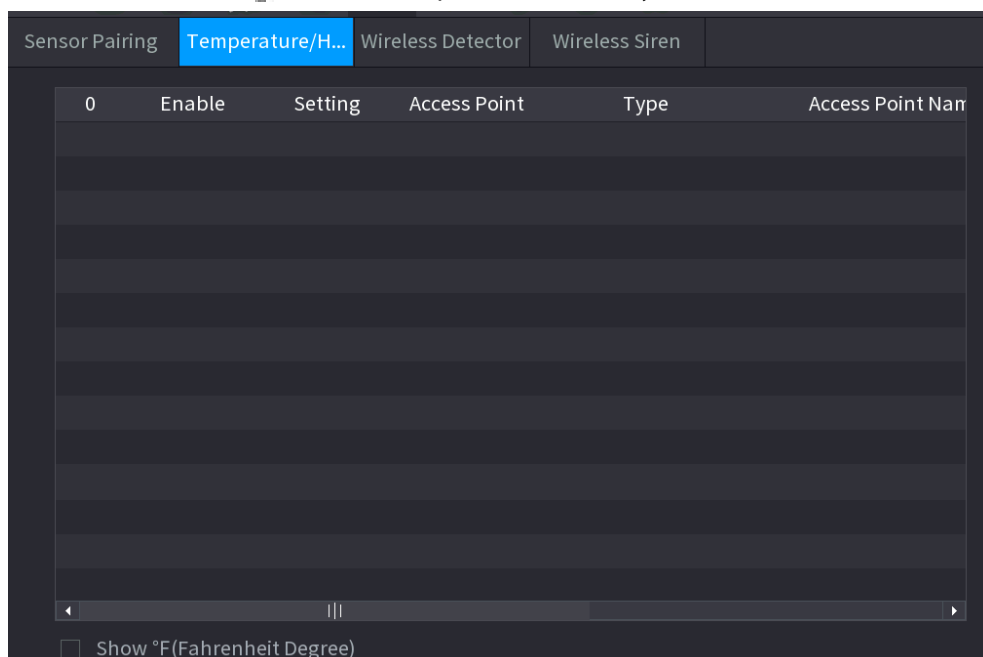 Sensor Pairing Temperature/H... Wireless Detector Wireless Siren
0 Enable Setting Access Point Type Access Point Nam
Show °F(Fahrenheit Degree)